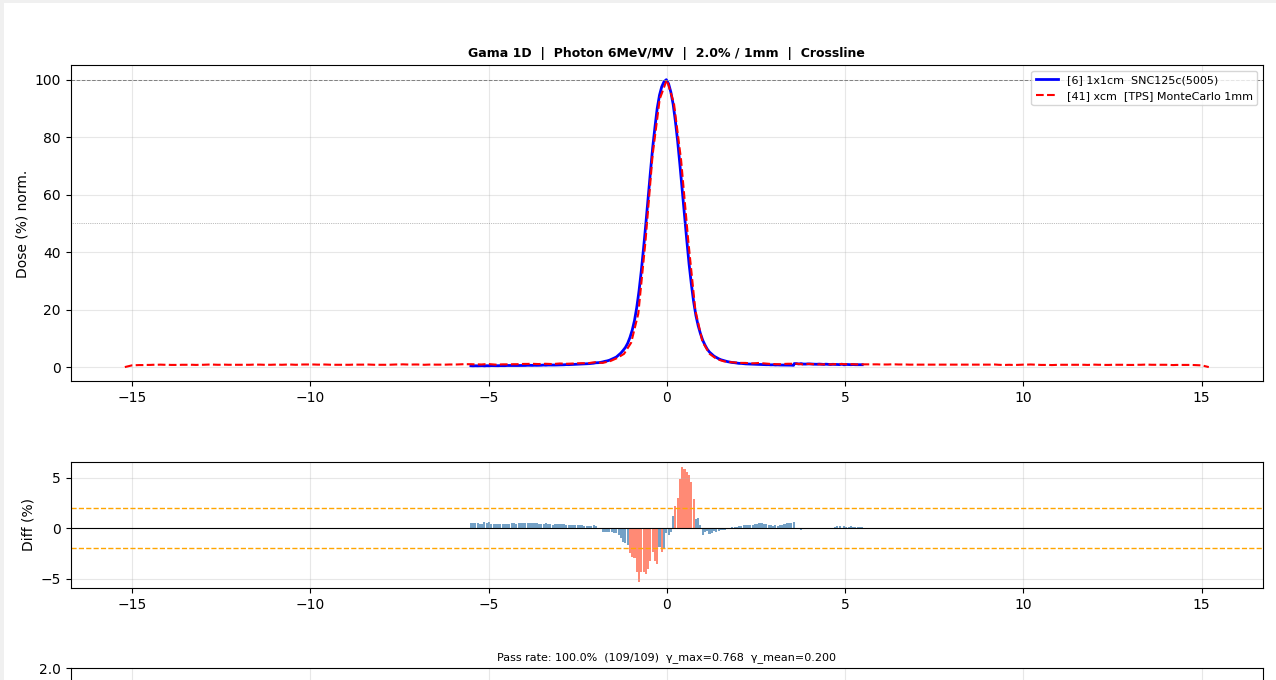 Gama 1D | Photon 6MeV/MV | 2.0% / 1mm | Crossline
[6] 1x1cm SNC125c(5005)
[41] xcm [TPS] MonteCarlo 1mm
Dose (%) norm.
100
80
60
40
20
0
−15 −10 −5 0 5 10 15
Diff (%)
5
0
−5
−15 −10 −5 0 5 10 15
Pass rate: 100.0% (109/109) γ_max=0.768 γ_mean=0.200
2.0